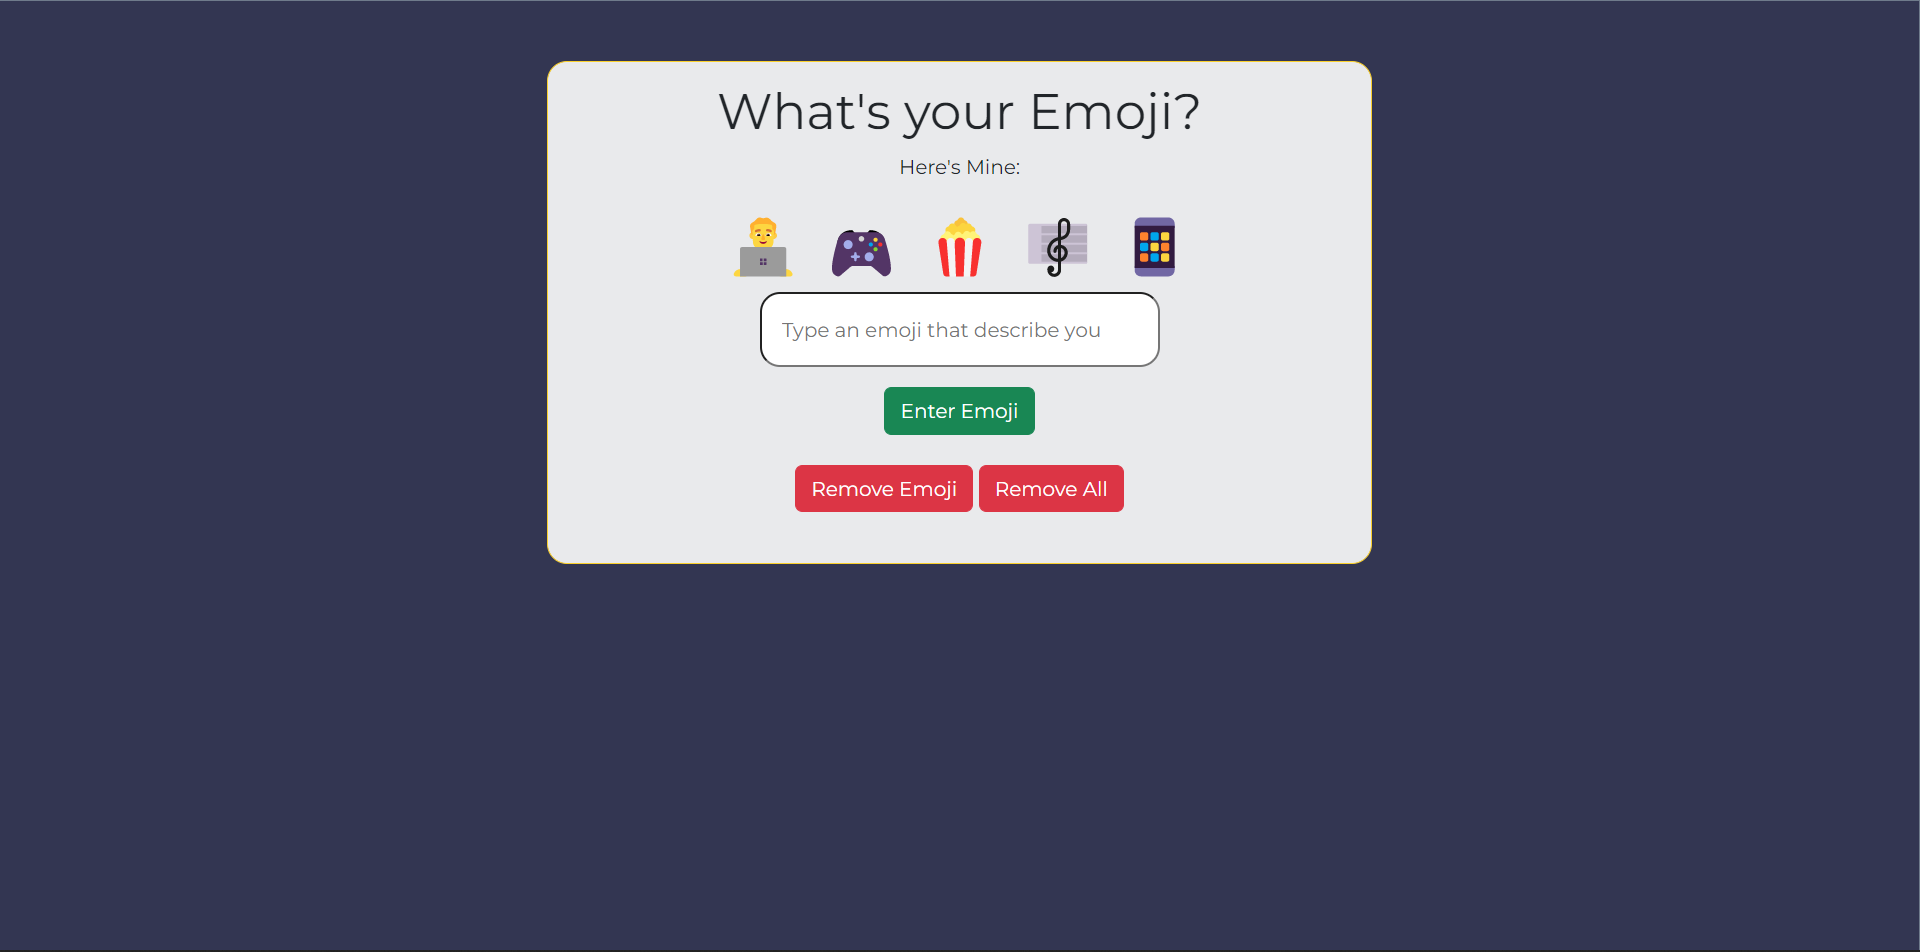 What's your Emoji?
Here's Mine:
Type an emoji that describe you
Enter Emoji
Remove Emoji Remove All